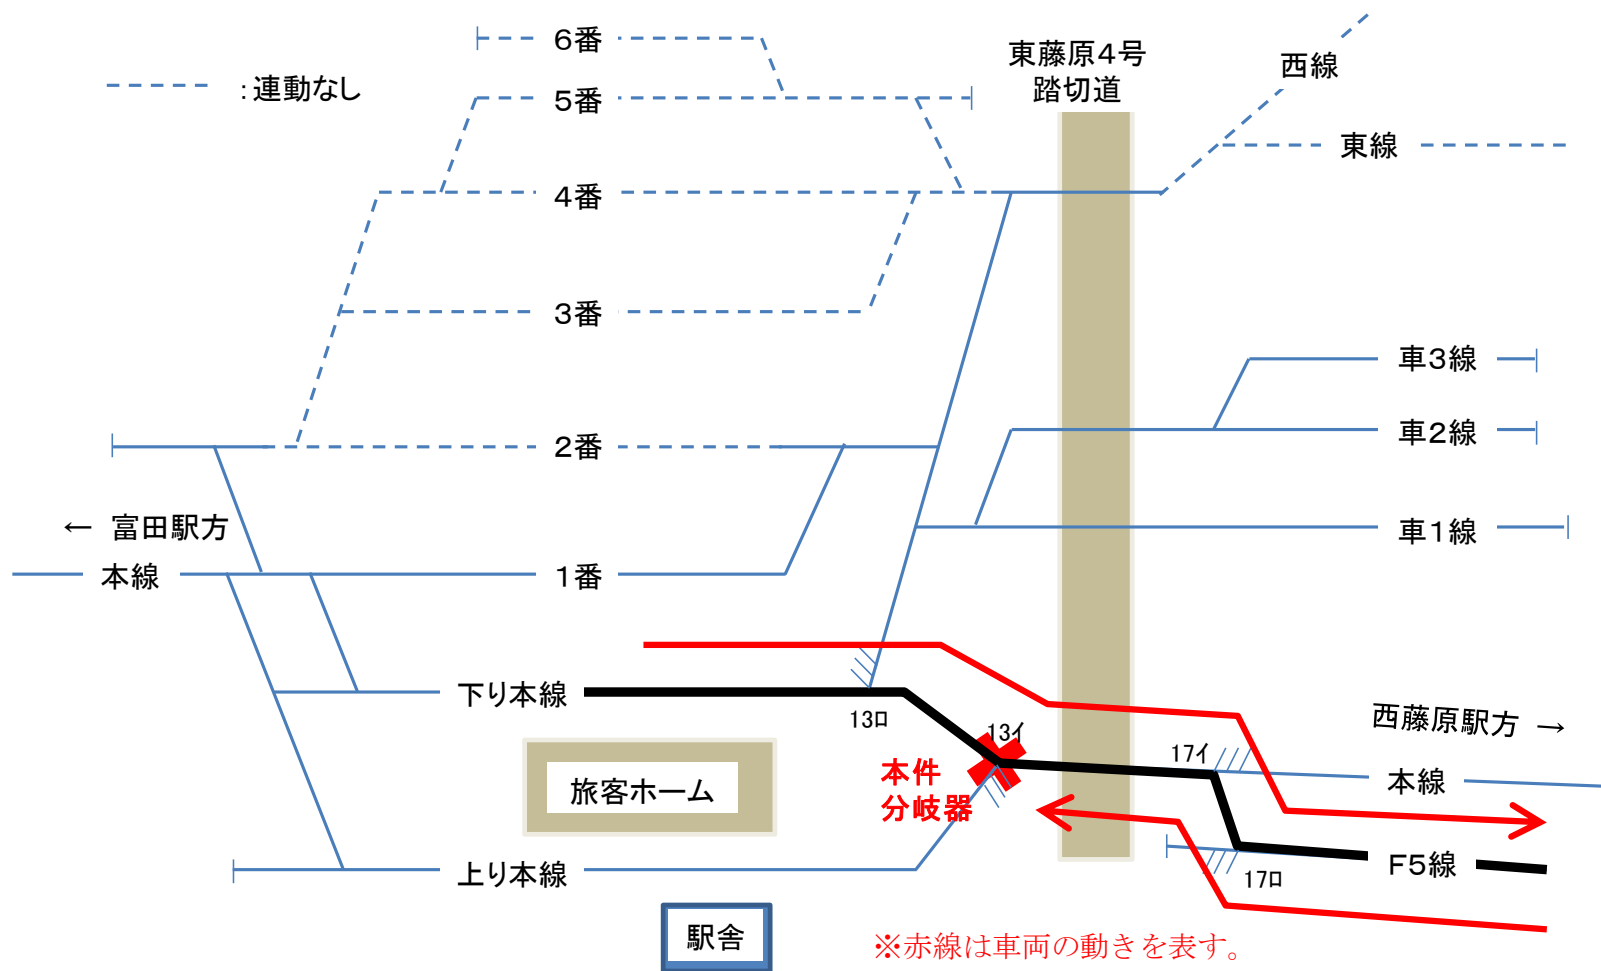 6番
東藤原4号
踏切道
西線
:連動なし
5番
東線
4番
3番
車3線
2番
車2線
← 富田駅方
車1線
本線
1番
下り本線
13ロ
13イ
西藤原駅方 →
17イ
本件
分岐器
本線
旅客ホーム
上り本線
F5線
17ロ
駅舎
※赤線は車両の動きを表す。